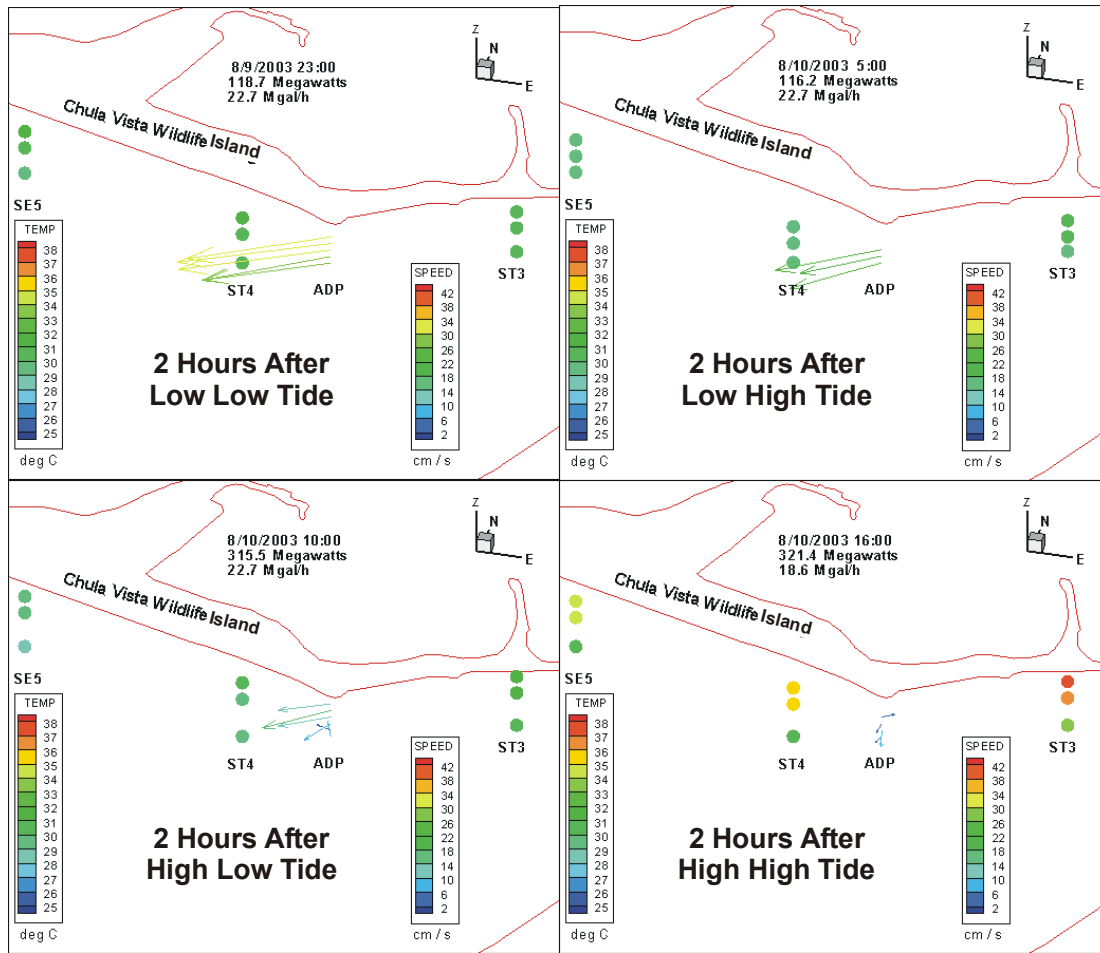 Z
N
E
8/9/2003 23:00
118.7 Megawatts
22.7 Mgal/h
Chula Vista Wildlife Island
SE5
TEMP
38
37
36
35
34
33
32
31
30
29
28
27
26
25
deg C
ST4
ADP
ST3
SPEED
42
38
34
30
26
22
18
14
10
6
2
cm / s
2 Hours After
Low Low Tide
Z
N
E
8/10/2003 5:00
116.2 Megawatts
22.7 Mgal/h
Chula Vista Wildlife Island
SE5
TEMP
38
37
36
35
34
33
32
31
30
29
28
27
26
25
deg C
ST4
ADP
ST3
SPEED
42
38
34
30
26
22
18
14
10
6
2
cm / s
2 Hours After
Low High Tide
Z
N
E
8/10/2003 10:00
315.5 Megawatts
22.7 Mgal/h
Chula Vista Wildlife Island
SE5
TEMP
38
37
36
35
34
33
32
31
30
29
28
27
26
25
deg C
ST4
ADP
ST3
SPEED
42
38
34
30
26
22
18
14
10
6
2
cm / s
2 Hours After
High Low Tide
Z
N
E
8/10/2003 16:00
321.4 Megawatts
18.6 Mgal/h
Chula Vista Wildlife Island
SE5
TEMP
38
37
36
35
34
33
32
31
30
29
28
27
26
25
deg C
ST4
ADP
ST3
SPEED
42
38
34
30
26
22
18
14
10
6
2
cm / s
2 Hours After
High High Tide